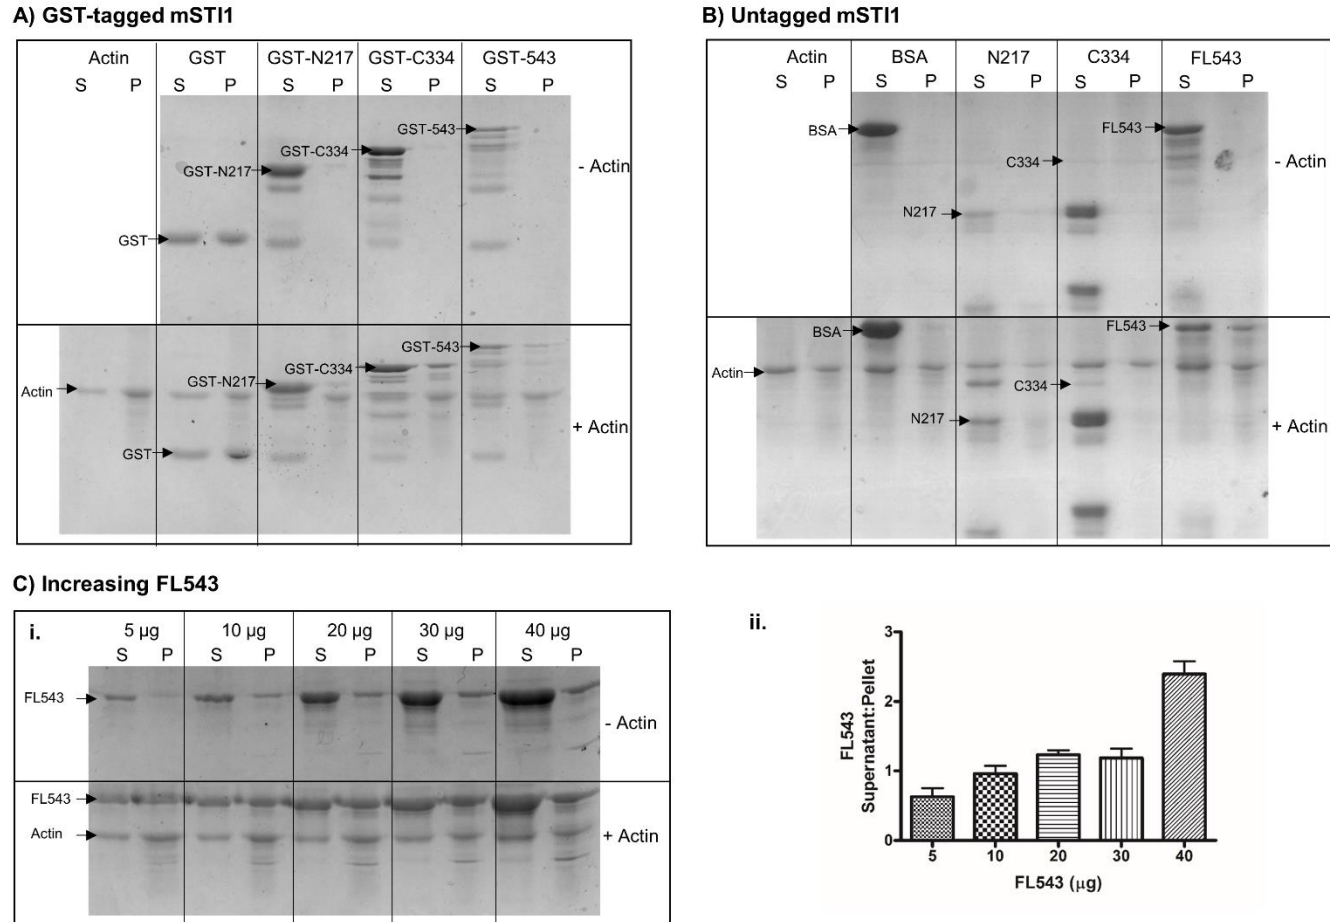 A) GST-tagged mSTI1
Actin GST GST-N217 GST-C334 GST-543
S P S P S P S P S P
GST-543
GST-C334
GST-N217
- Actin
GST
GST-543
GST-C334
GST-N217
Actin
+ Actin
GST
B) Untagged mSTI1
Actin BSA N217 C334 FL543
S P S P S P S P S P
BSA FL543
C334 - Actin
N217
BSA FL543
Actin C334
N217 + Actin
C) Increasing FL543
i. 5 µg 10 µg 20 µg 30 µg 40 µg
S P S P S P S P S P
FL543
- Actin
FL543
Actin + Actin
ii.
FL543
Supernatant:Pellet
3
2
1
0
5 10 20 30 40
FL543 (µg)